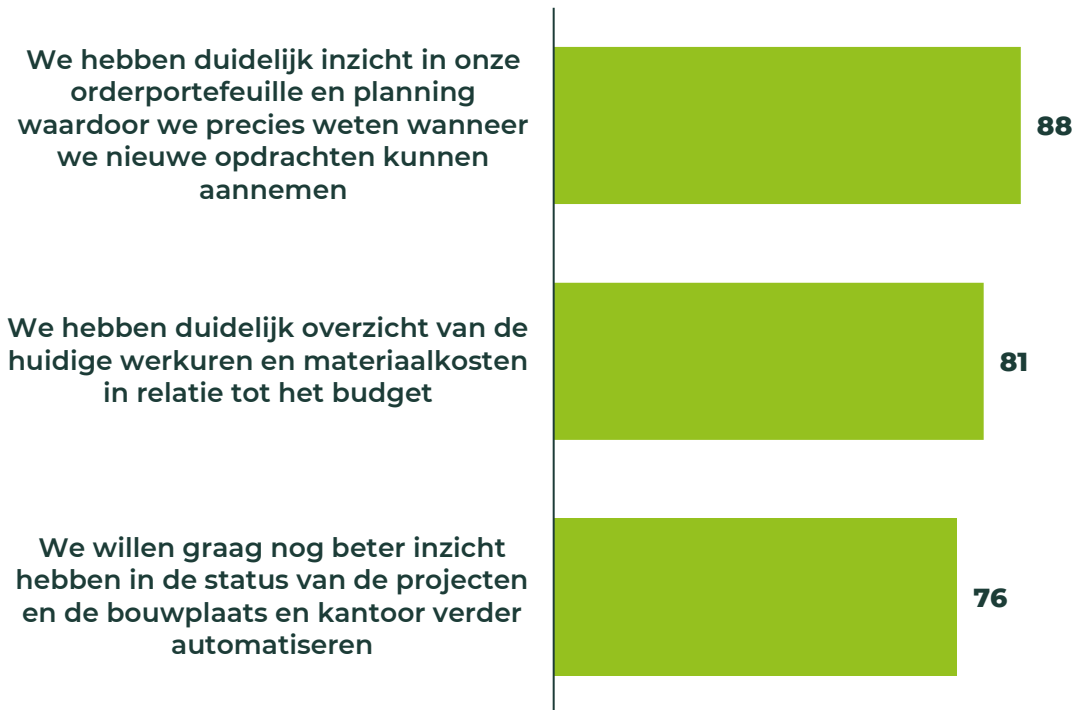 We hebben duidelijk inzicht in onze
orderportefeuille en planning
waardoor we precies weten wanneer
we nieuwe opdrachten kunnen
aannemen
88
We hebben duidelijk overzicht van de
huidige werkuren en materiaalkosten
in relatie tot het budget
81
We willen graag nog beter inzicht
hebben in de status van de projecten
en de bouwplaats en kantoor verder
automatiseren
76